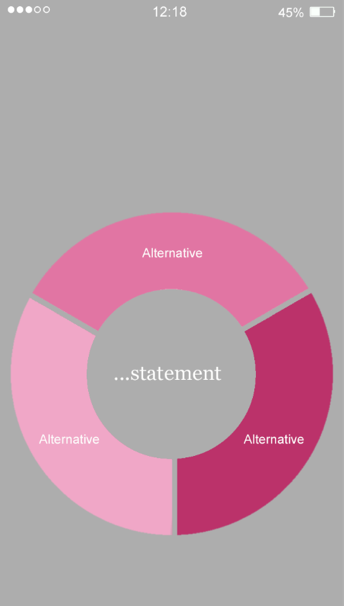 12:18
45%
Alternative
...statement
Alternative
Alternative